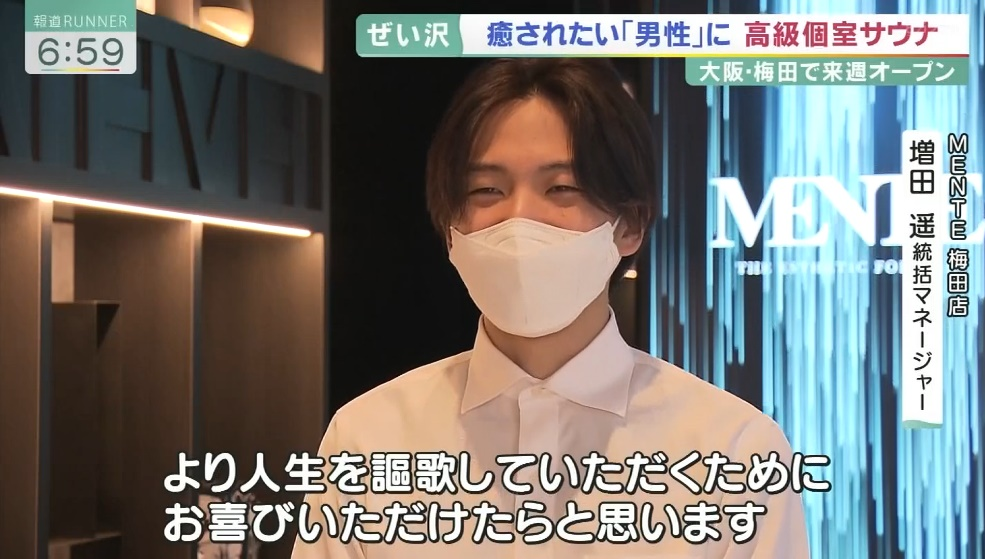 報道RUNNER
6:59
ぜい沢
癒されたい「男性」に 高級個室サウナ
大阪・梅田で来週オープン
MENTE 梅田店
増田 遥 統括マネージャー
MENTE
より人生を謳歌していただくために
お喜びいただけたらと思います